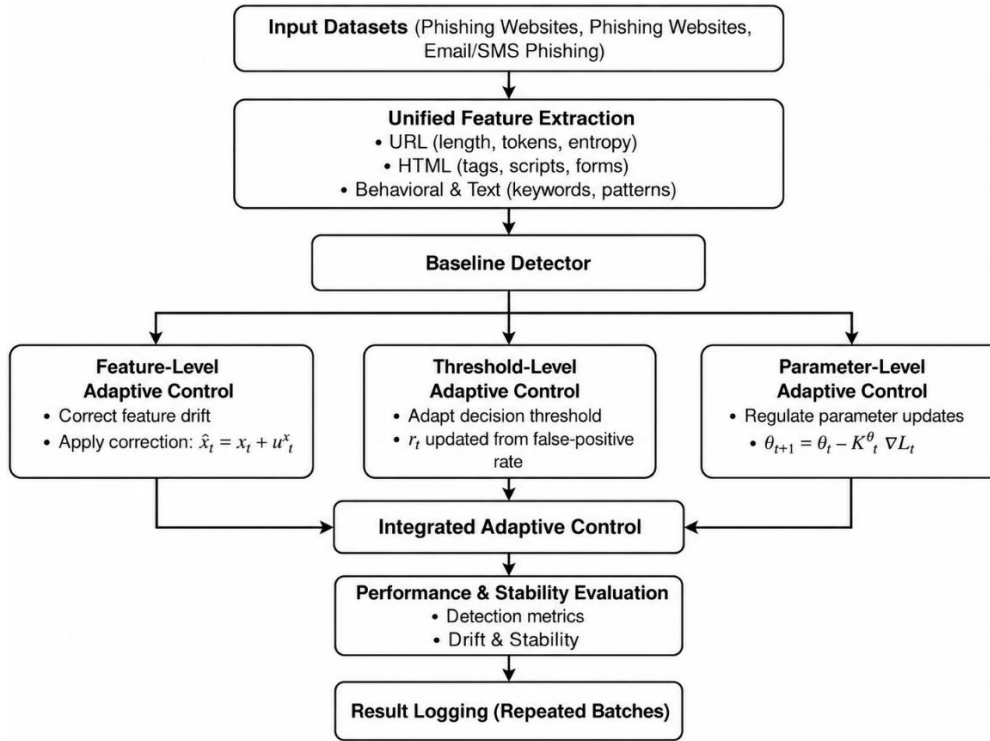 Input Datasets (Phishing Websites, Phishing Websites,
Email/SMS Phishing)
Unified Feature Extraction
• URL (length, tokens, entropy)
• HTML (tags, scripts, forms)
• Behavioral & Text (keywords, patterns)
Baseline Detector
Feature-Level
Adaptive Control
• Correct feature drift
• Apply correction: x̂_t = x_t + u^x_t
Threshold-Level
Adaptive Control
• Adapt decision threshold
• r_t updated from false-positive
rate
Parameter-Level
Adaptive Control
• Regulate parameter updates
• θ_{t+1} = θ_t – K^θ_t ∇L_t
Integrated Adaptive Control
Performance & Stability Evaluation
• Detection metrics
• Drift & Stability
Result Logging (Repeated Batches)